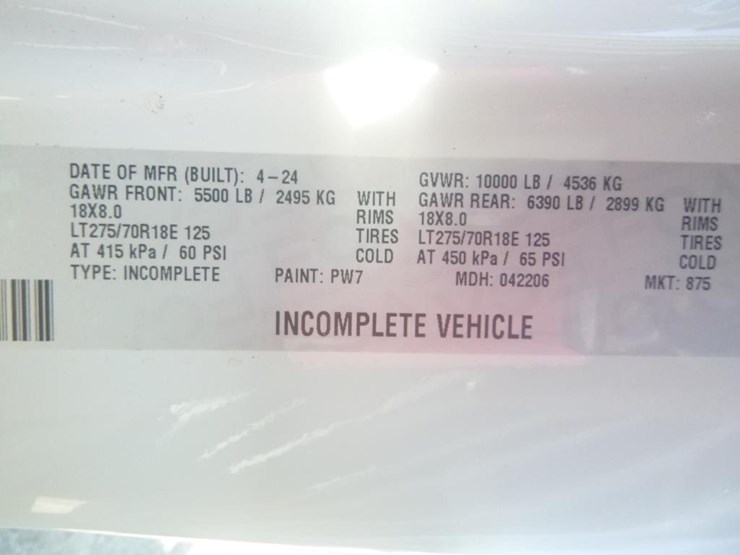 DATE OF MFR (BUILT): 4-24 GVWR: 10000 LB / 4536 KG
GAWR FRONT: 5500 LB / 2495 KG WITH GAWR REAR: 6390 LB / 2899 KG WITH
18X8.0 RIMS 18X8.0 RIMS
LT275/70R18E 125 TIRES LT275/70R18E 125 TIRES
AT 415 kPa / 60 PSI COLD AT 450 kPa / 65 PSI COLD
TYPE: INCOMPLETE PAINT: PW7 MDH: 042206 MKT: 875
INCOMPLETE VEHICLE